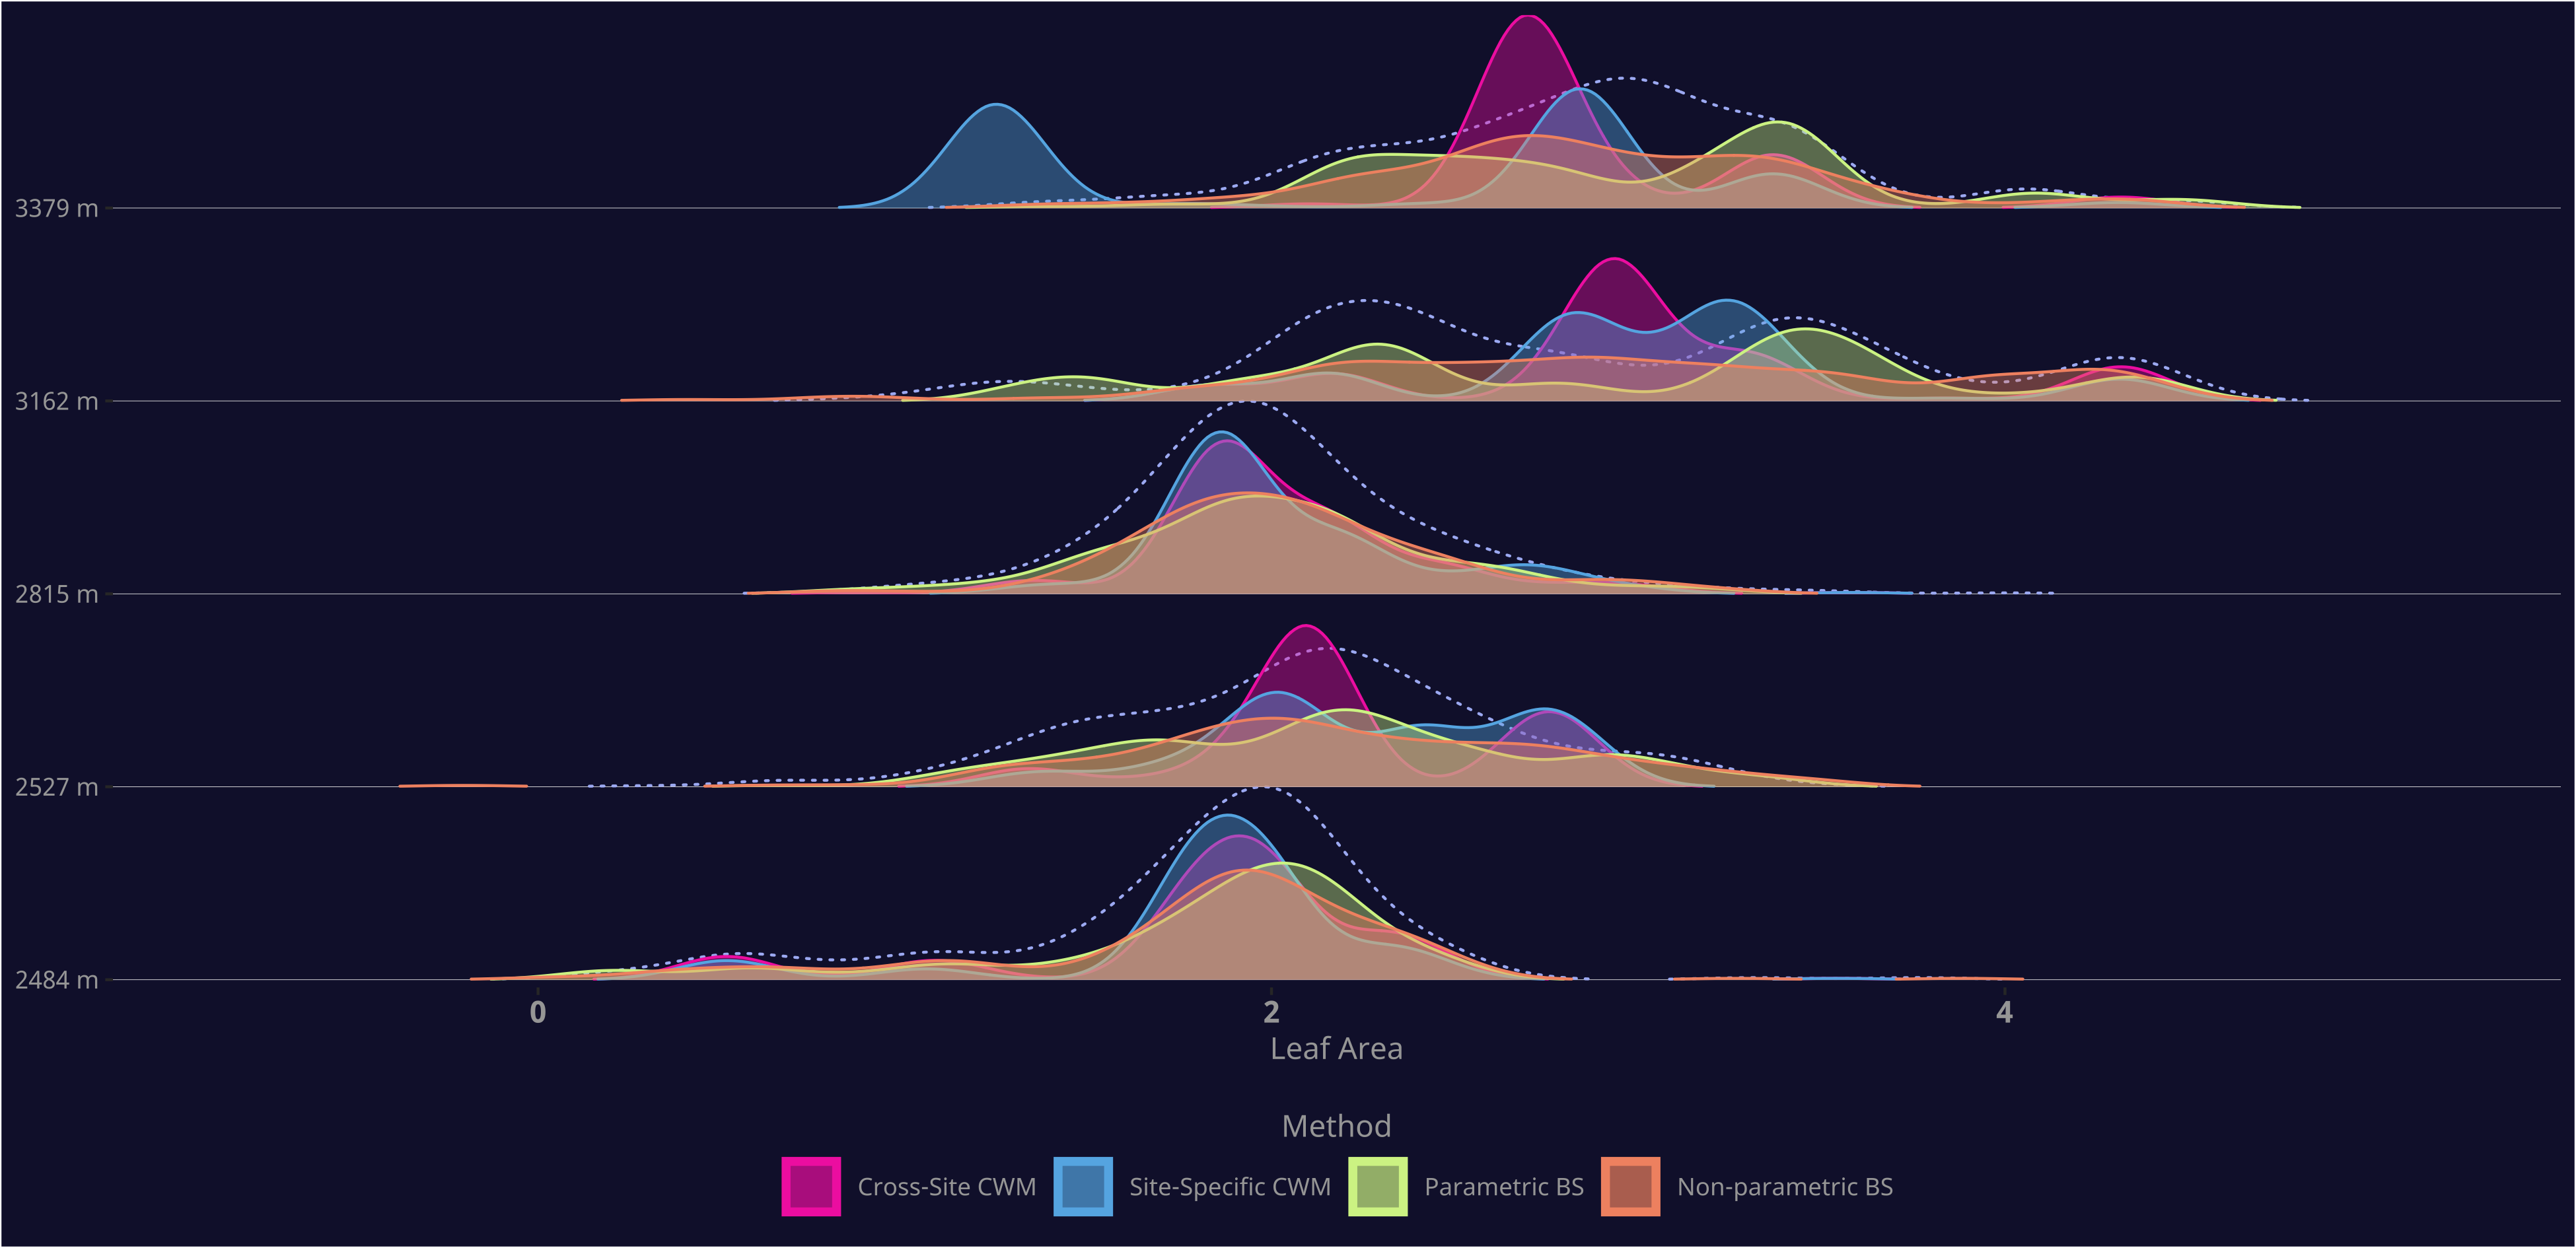 3379 m
3162 m
2815 m
2527 m
2484 m
0 2 4
Leaf Area
Method
Cross-Site CWM Site-Specific CWM Parametric BS Non-parametric BS